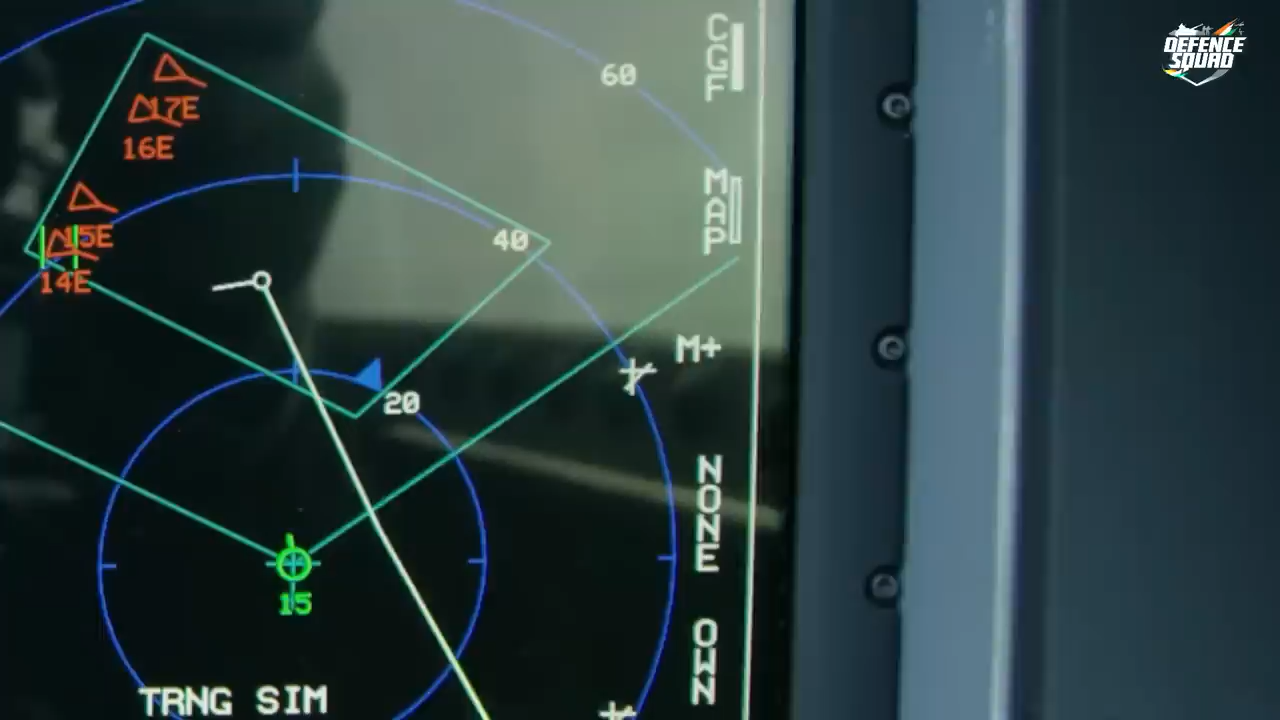 DEFENCE
SQUAD
CGF
60
17E
16E
MAP
15E
40
14E
M+
20
NONE
15
OWN
TRNG SIM